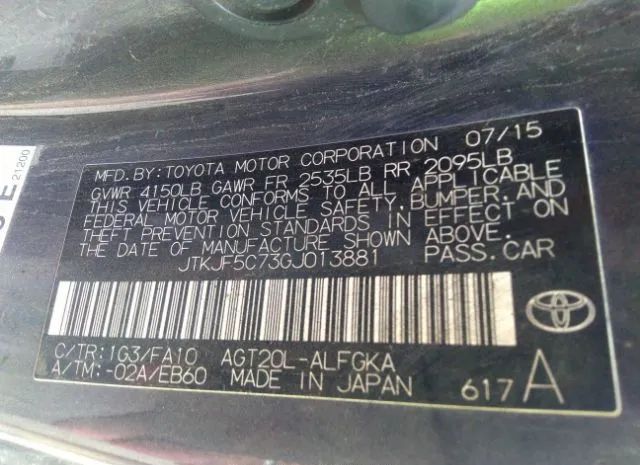 MFD. BY: TOYOTA MOTOR CORPORATION 07/15
GVWR 4150LB GAWR FR 2535LB RR 2095LB
THIS VEHICLE CONFORMS TO ALL APPLICABLE
FEDERAL MOTOR VEHICLE SAFETY, BUMPER, AND
THEFT PREVENTION STANDARDS IN EFFECT ON
THE DATE OF MANUFACTURE SHOWN ABOVE.
JTKJF5C73GJ013881 PASS. CAR
C/TR: 1G3/FA10 AGT20L-ALFGKA
A/TM: -02A/EB60 MADE IN JAPAN 617A
21200